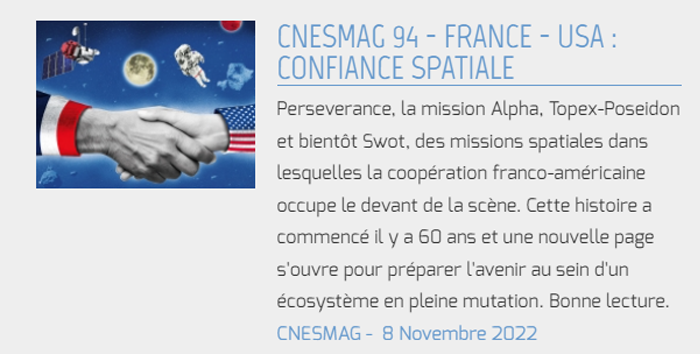 CNESMAG 94 - FRANCE - USA :
CONFIANCE SPATIALE
Perseverance, la mission Alpha, Topex-Poseidon
et bientôt Swot, des missions spatiales dans
lesquelles la coopération franco-américaine
occupe le devant de la scène. Cette histoire a
commencé il y a 60 ans et une nouvelle page
s'ouvre pour préparer l'avenir au sein d'un
écosystème en pleine mutation. Bonne lecture.
CNESMAG - 8 Novembre 2022